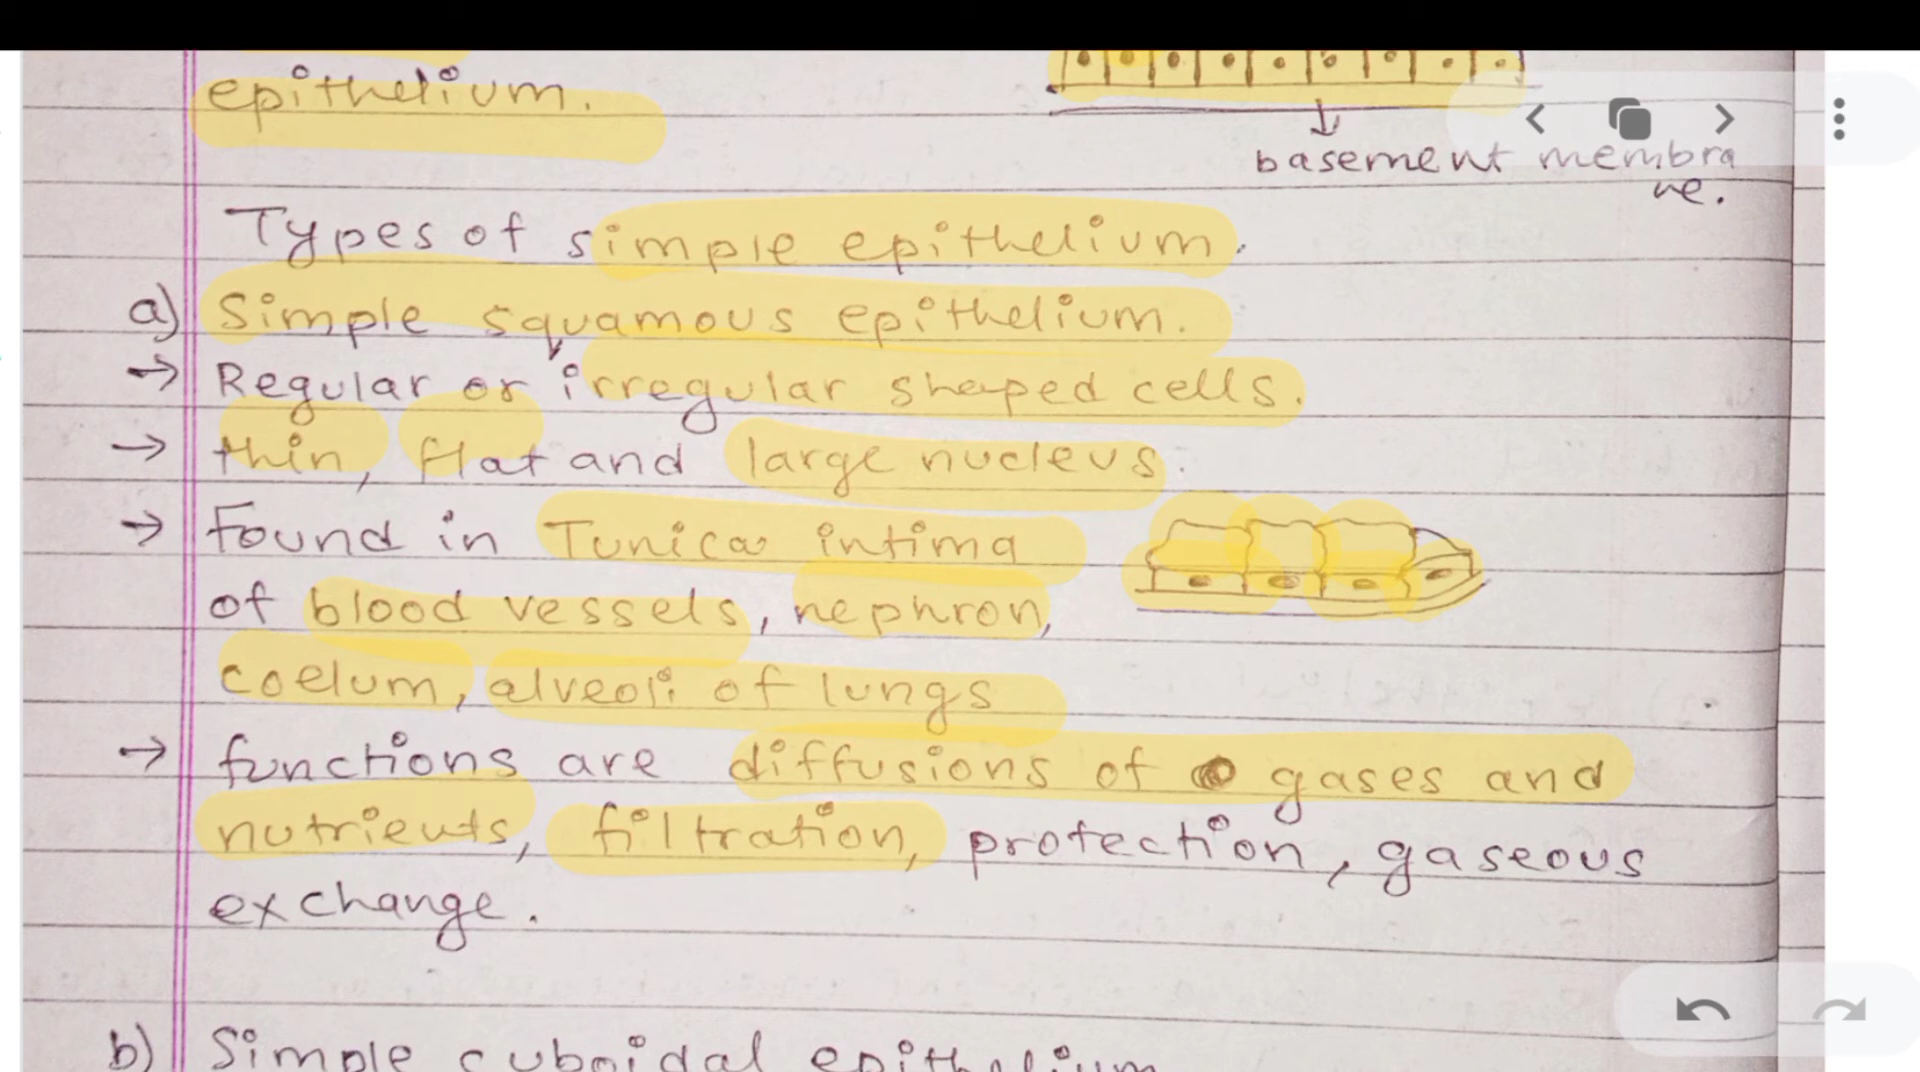 epithelium.
basement membra
ne.
Types of simple epithelium.
a) Simple squamous epithelium.
→ Regular or irregular shaped cells.
→ thin, flat and large nucleus.
→ Found in Tunica intima
of blood vessels, nephron,
coelum, alveoli of lungs
→ functions are diffusions of gases and
nutrients, filtration, protection, gaseous
exchange.
b) Simple cuboidal epithelium